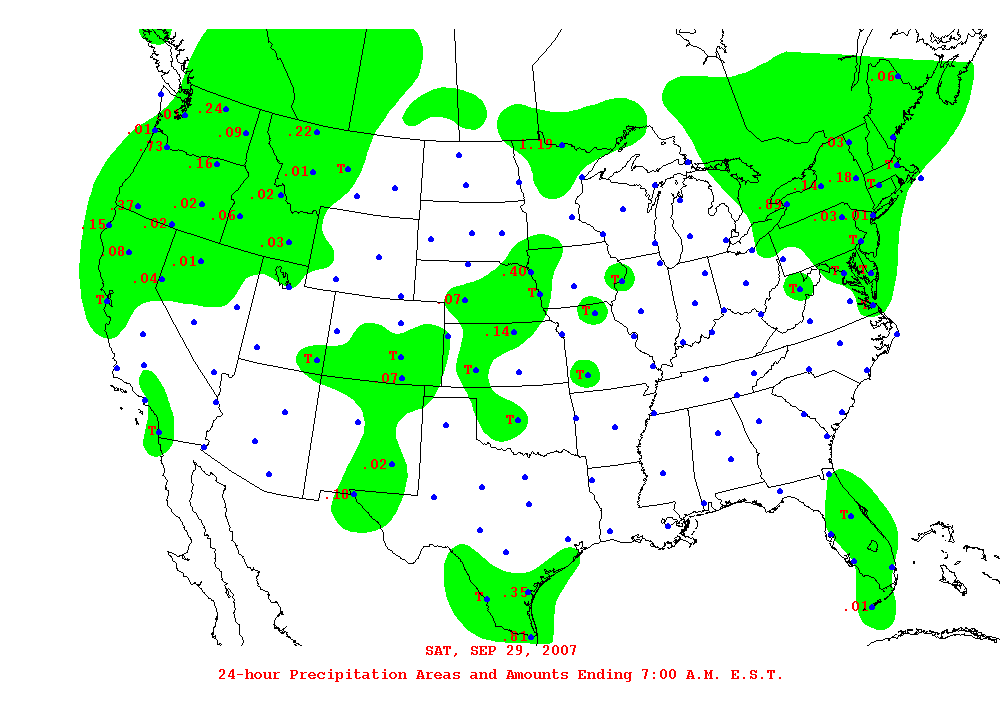 .06
.24
.01
.01
.09
.22
.73
1.19
.03
.16
.01
T
T
.02
.14
.18
T
.37
.02
.06
.89
.03
.01
.15
.02
.08
.03
T
.01
.40
.04
T
T
T
T
T
T
.07
T
T
T
.14
T
T
T
.07
T
T
T
.02
.18
T
T
.35
.01
.81
SAT, SEP 29, 2007
24-hour Precipitation Areas and Amounts Ending 7:00 A.M. E.S.T.